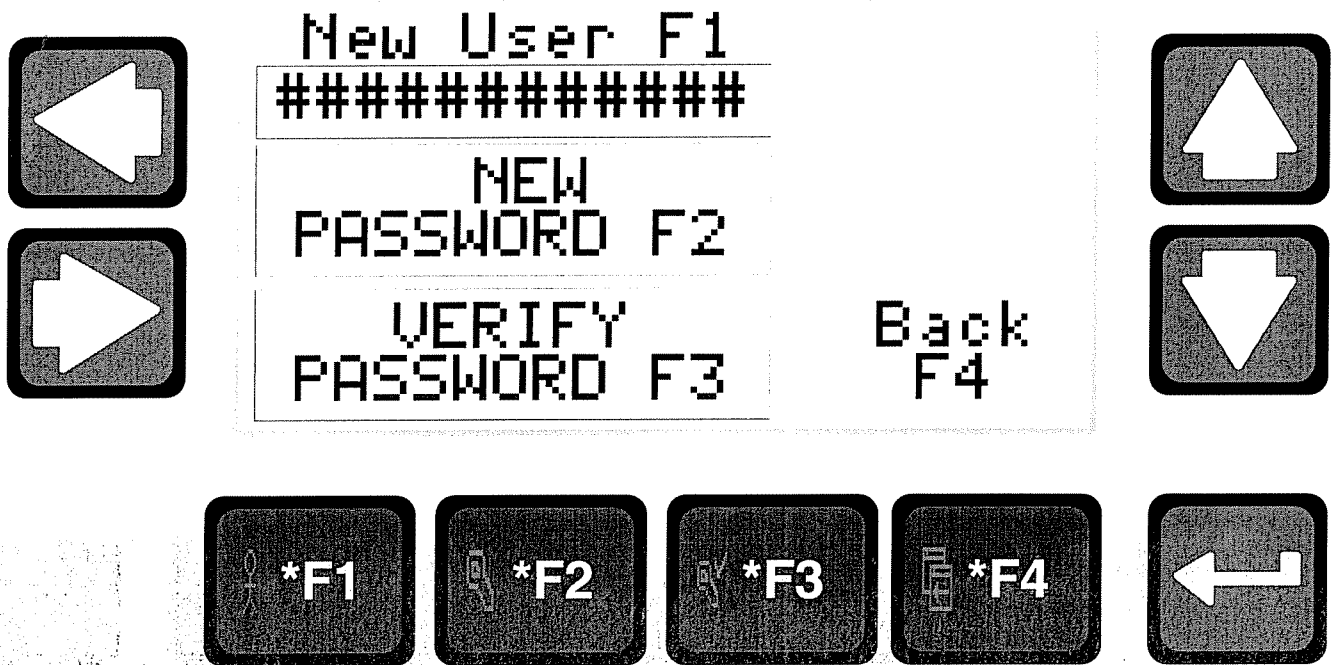 New User F1
############
NEW
PASSWORD F2
VERIFY
PASSWORD F3
Back
F4
*F1
*F2
*F3
*F4